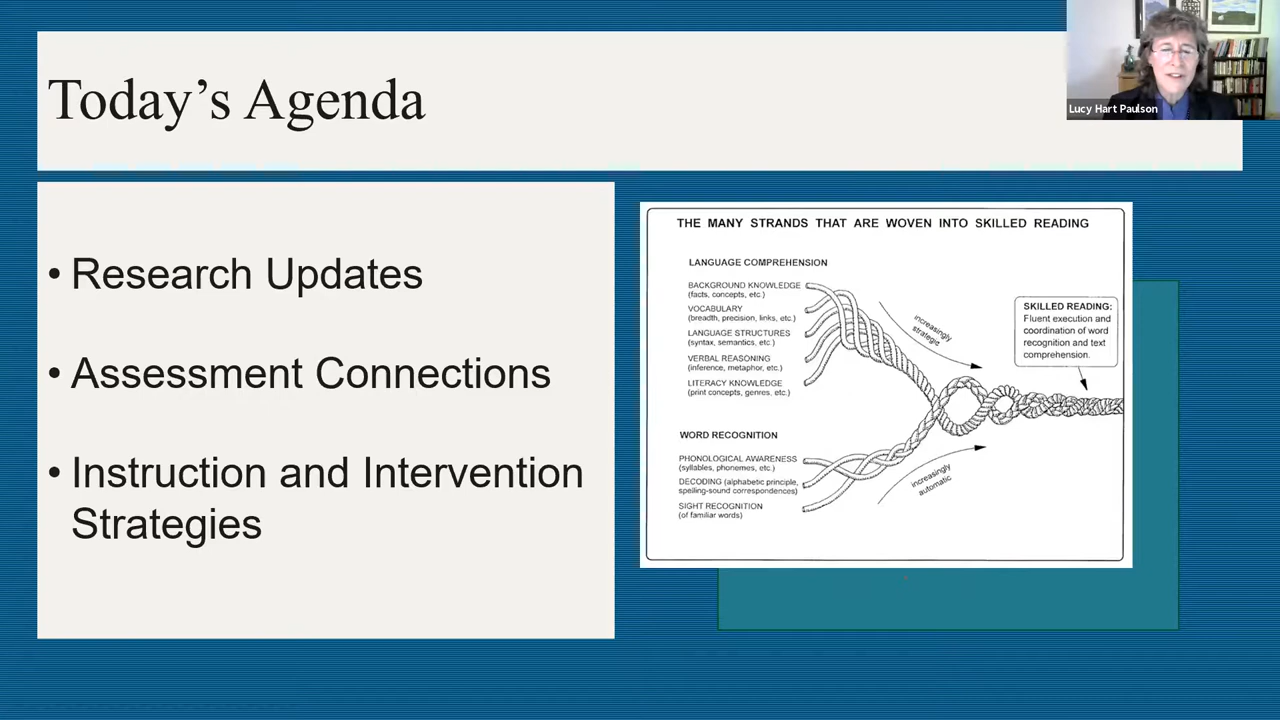 Today's Agenda
Lucy Hart Paulson
• Research Updates
• Assessment Connections
• Instruction and Intervention
Strategies
THE MANY STRANDS THAT ARE WOVEN INTO SKILLED READING
LANGUAGE COMPREHENSION
BACKGROUND KNOWLEDGE
(facts, concepts, etc.)
VOCABULARY
(breadth, precision, links, etc.)
LANGUAGE STRUCTURES
(syntax, semantics, etc.)
VERBAL REASONING
(inference, metaphor, etc.)
LITERACY KNOWLEDGE
(print concepts, genres, etc.)
increasingly
strategic
SKILLED READING:
Fluent execution and
coordination of word
recognition and text
comprehension.
WORD RECOGNITION
PHONOLOGICAL AWARENESS
(syllables, phonemes, etc.)
DECODING (alphabetic principle,
spelling-sound correspondences)
SIGHT RECOGNITION
(of familiar words)
increasingly
automatic